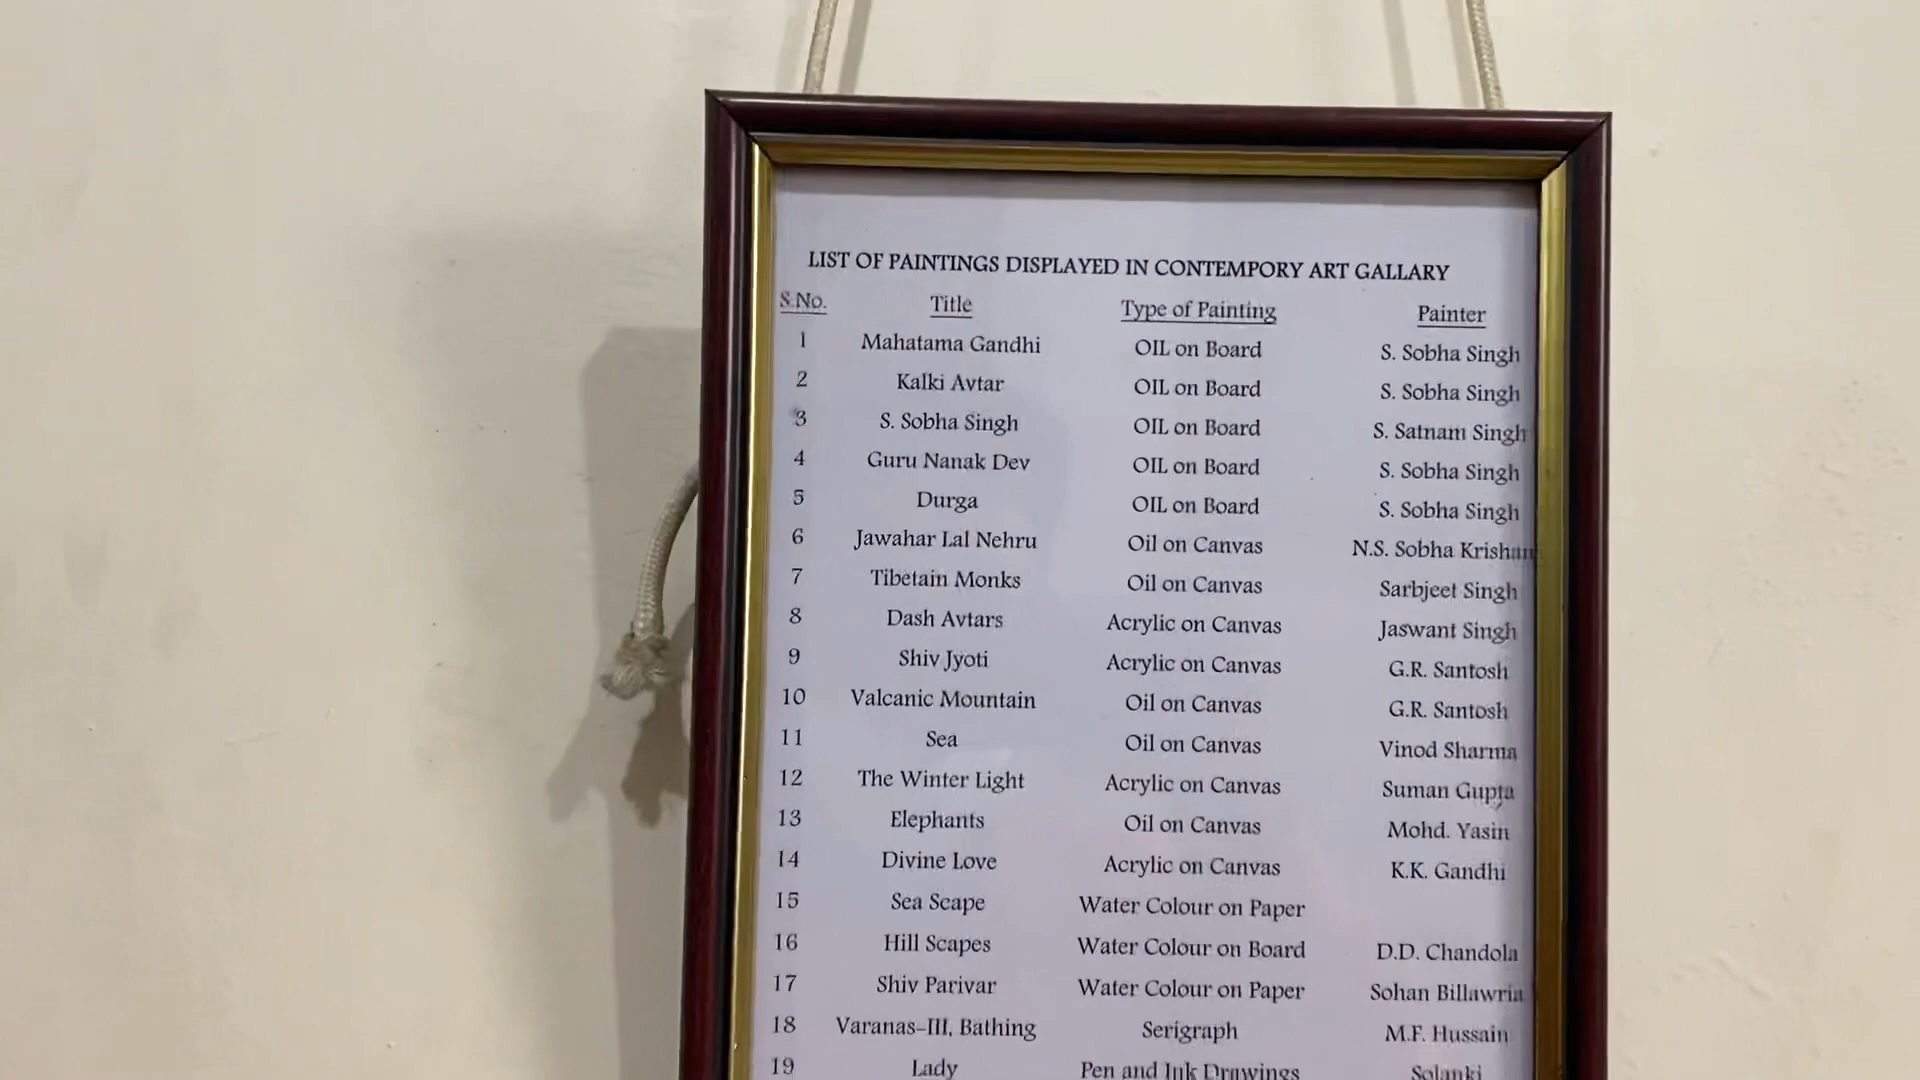 LIST OF PAINTINGS DISPLAYED IN CONTEMPORY ART GALLARY
S.No. Title Type of Painting Painter
1 Mahatama Gandhi OIL on Board S. Sobha Singh
2 Kalki Avtar OIL on Board S. Sobha Singh
3 S. Sobha Singh OIL on Board S. Satnam Singh
4 Guru Nanak Dev OIL on Board S. Sobha Singh
5 Durga OIL on Board S. Sobha Singh
6 Jawahar Lal Nehru Oil on Canvas N.S. Sobha Krishan
7 Tibetain Monks Oil on Canvas Sarbjeet Singh
8 Dash Avtars Acrylic on Canvas Jaswant Singh
9 Shiv Jyoti Acrylic on Canvas G.R. Santosh
10 Valcanic Mountain Oil on Canvas G.R. Santosh
11 Sea Oil on Canvas Vinod Sharma
12 The Winter Light Acrylic on Canvas Suman Gupta
13 Elephants Oil on Canvas Mohd. Yasin
14 Divine Love Acrylic on Canvas K.K. Gandhi
15 Sea Scape Water Colour on Paper
16 Hill Scapes Water Colour on Board D.D. Chandola
17 Shiv Parivar Water Colour on Paper Sohan Billawria
18 Varanas-III, Bathing Serigraph M.F. Hussain
19 Lady Pen and Ink Drawings Solanki